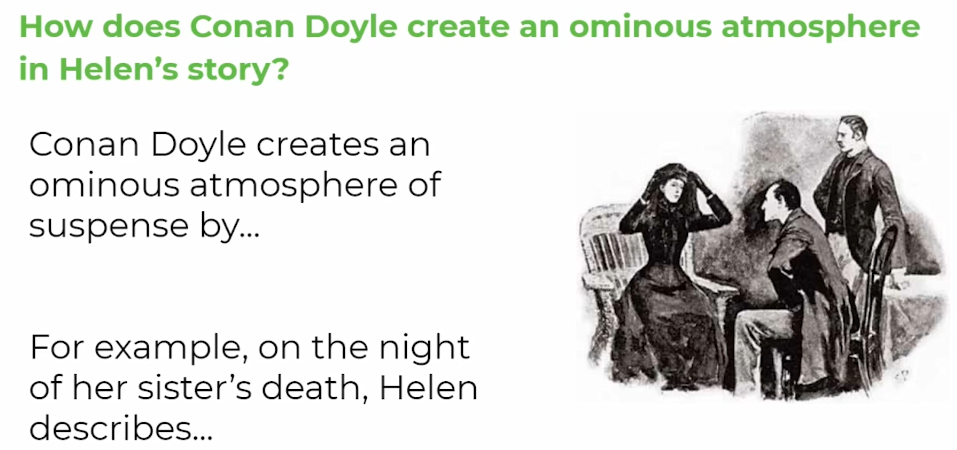 How does Conan Doyle create an ominous atmosphere
in Helen's story?
Conan Doyle creates an
ominous atmosphere of
suspense by...
For example, on the night
of her sister's death, Helen
describes...